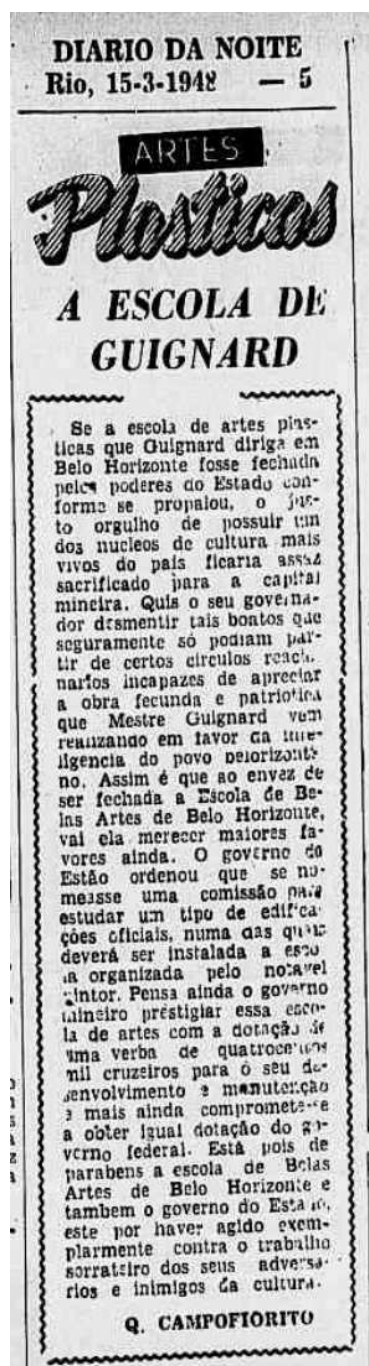 DIARIO DA NOITE
Rio, 15-3-1948 — 5
ARTES
Plasticas
A ESCOLA DE
GUIGNARD
Se a escola de artes plas-
ticas que Guignard diriga em
Belo Horizonte fosse fechada
pelos poderes do Estado con-
forme se propalou, o jus-
to orgulho de possuir um
dos nucleos de cultura mais
vivos do país ficaria assaz
sacrificado para a capital
mineira. Quis o seu governa-
dor desmentir tais boatos que
seguramente só podiam par-
tir de certos circulos reacio-
narios incapazes de apreciar
a obra fecunda e patriotica
que Mestre Guignard vem
realizando em favor da inte-
ligencia do povo belorizonti-
no. Assim é que ao envez de
ser fechada a Escola de Be-
las Artes de Belo Horizonte,
vai ela merecer maiores fa-
vores ainda. O governo do
Estão ordenou que se no-
measse uma comissão para
estudar um tipo de edifica-
ções oficiais, numa das quais
deverá ser instalada a esco-
la organizada pelo notavel
pintor. Pensa ainda o governo
mineiro prestigiar essa esco-
la de artes com a dotação de
uma verba de quatrocentos
mil cruzeiros para o seu de-
senvolvimento e manutenção
e mais ainda compromete-se
a obter igual dotação do go-
verno federal. Está pois de
parabens a escola de Belas
Artes de Belo Horizonte e
tambem o governo do Estado,
este por haver agido exem-
plarmente contra o trabalho
sorrateiro dos seus adversa-
rios e inimigos da cultura.
Q. CAMPOFIORITO